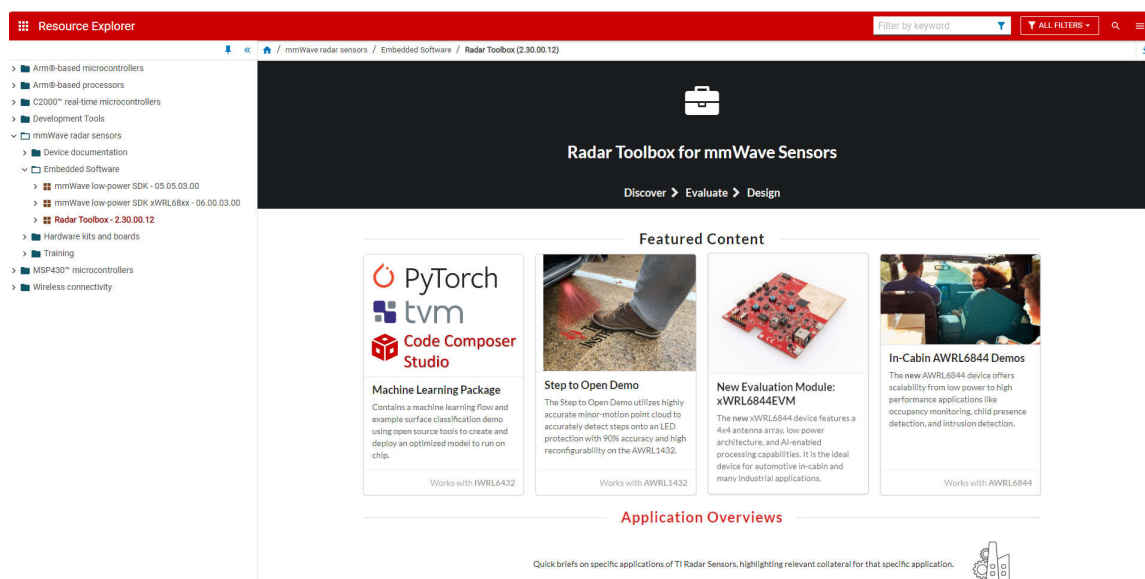 Resource Explorer
Filter by keyword
ALL FILTERS
mmWave radar sensors / Embedded Software / Radar Toolbox (2.30.00.12)
Arm®-based microcontrollers
Arm®-based processors
C2000™ real-time microcontrollers
Development Tools
mmWave radar sensors
Device documentation
Embedded Software
mmWave low-power SDK - 05.05.03.00
mmWave low-power SDK xWRL68xx - 06.00.03.00
Radar Toolbox - 2.30.00.12
Hardware kits and boards
Training
MSP430™ microcontrollers
Wireless connectivity
Radar Toolbox for mmWave Sensors
Discover > Evaluate > Design
Featured Content
PyTorch
tvm
Code Composer
Studio
Machine Learning Package
Contains a machine learning flow and
example surface classification demo
using open source tools to create and
deploy an optimized model to run on
chip.
Works with IWRL6432
Step to Open Demo
The Step to Open Demo utilizes highly
accurate minor-motion point cloud to
accurately detect steps onto an LED
protection with 90% accuracy and high
reconfigurability on the AWRL1432.
Works with AWRL1432
New Evaluation Module:
xWRL6844EVM
The new xWRL6844 device features a
4x4 antenna array, low power
architecture, and AI-enabled
processing capabilities. It is the ideal
device for automotive in-cabin and
many industrial applications.
In-Cabin AWRL6844 Demos
The new AWRL6844 device offers
scalability from low power to high
performance applications like
occupancy monitoring, child presence
detection, and intrusion detection.
Works with AWRL6844
Application Overviews
Quick briefs on specific applications of TI Radar Sensors, highlighting relevant collateral for that specific application.